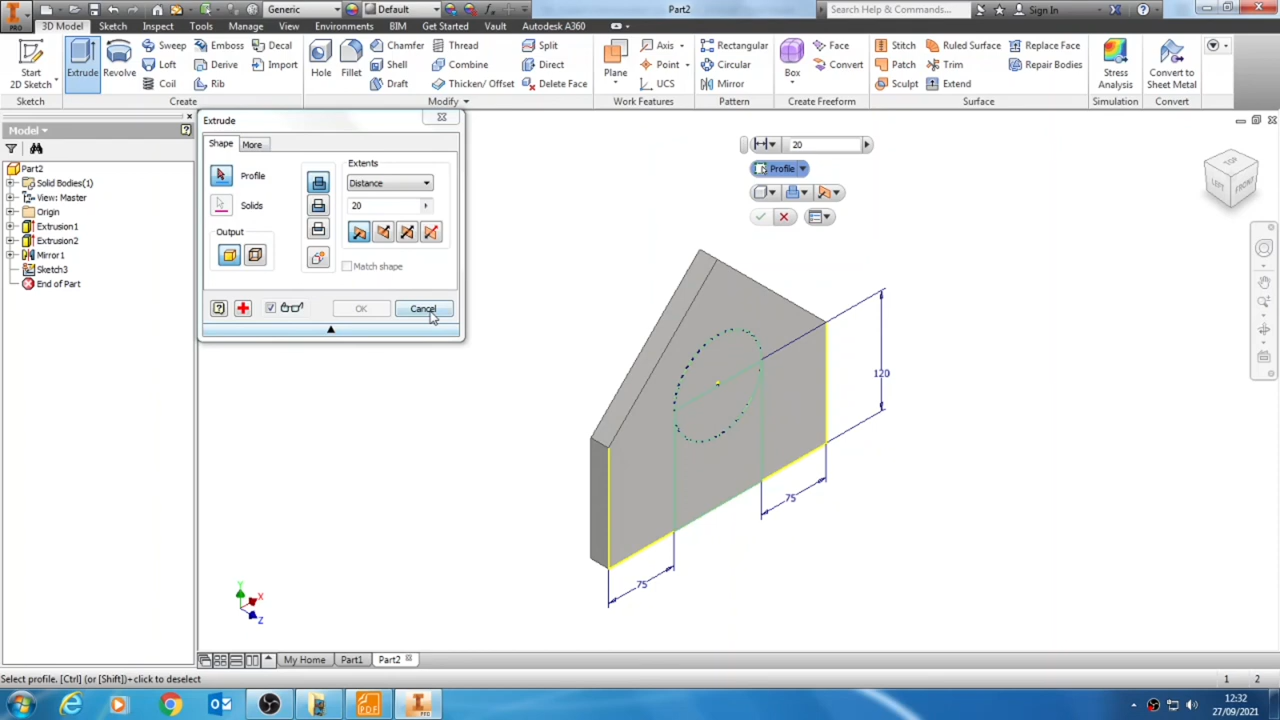 Generic
Default
Part2
Search Help & Commands...
Sign In
PRO
3D Model Sketch Inspect Tools Manage View Environments BIM Get Started Vault Autodesk A360
Start
2D Sketch
Extrude
Revolve
Sweep
Loft
Coil
Emboss
Derive
Rib
Decal
Import
Hole
Fillet
Chamfer
Shell
Draft
Thread
Combine
Thicken/ Offset
Split
Direct
Delete Face
Plane
Axis
Point
UCS
Rectangular
Circular
Mirror
Box
Face
Convert
Stitch
Patch
Sculpt
Ruled Surface
Trim
Extend
Replace Face
Repair Bodies
Stress
Analysis
Convert to
Sheet Metal
Sketch Create Modify Work Features Pattern Create Freeform Surface Simulation Convert
Model
Part2
Solid Bodies(1)
View: Master
Origin
Extrusion1
Extrusion2
Mirror1
Sketch3
End of Part
Extrude
Shape More
Profile
Solids
Output
Extents
Distance
20
Match shape
OK Cancel
20
Profile
TOP
LEFT
FRONT
120
75
75
Y
X
Z
My Home Part1 Part2
Select profile. [Ctrl] (or [Shift])+click to deselect
1 2
PDF
PRO
12:32
27/09/2021